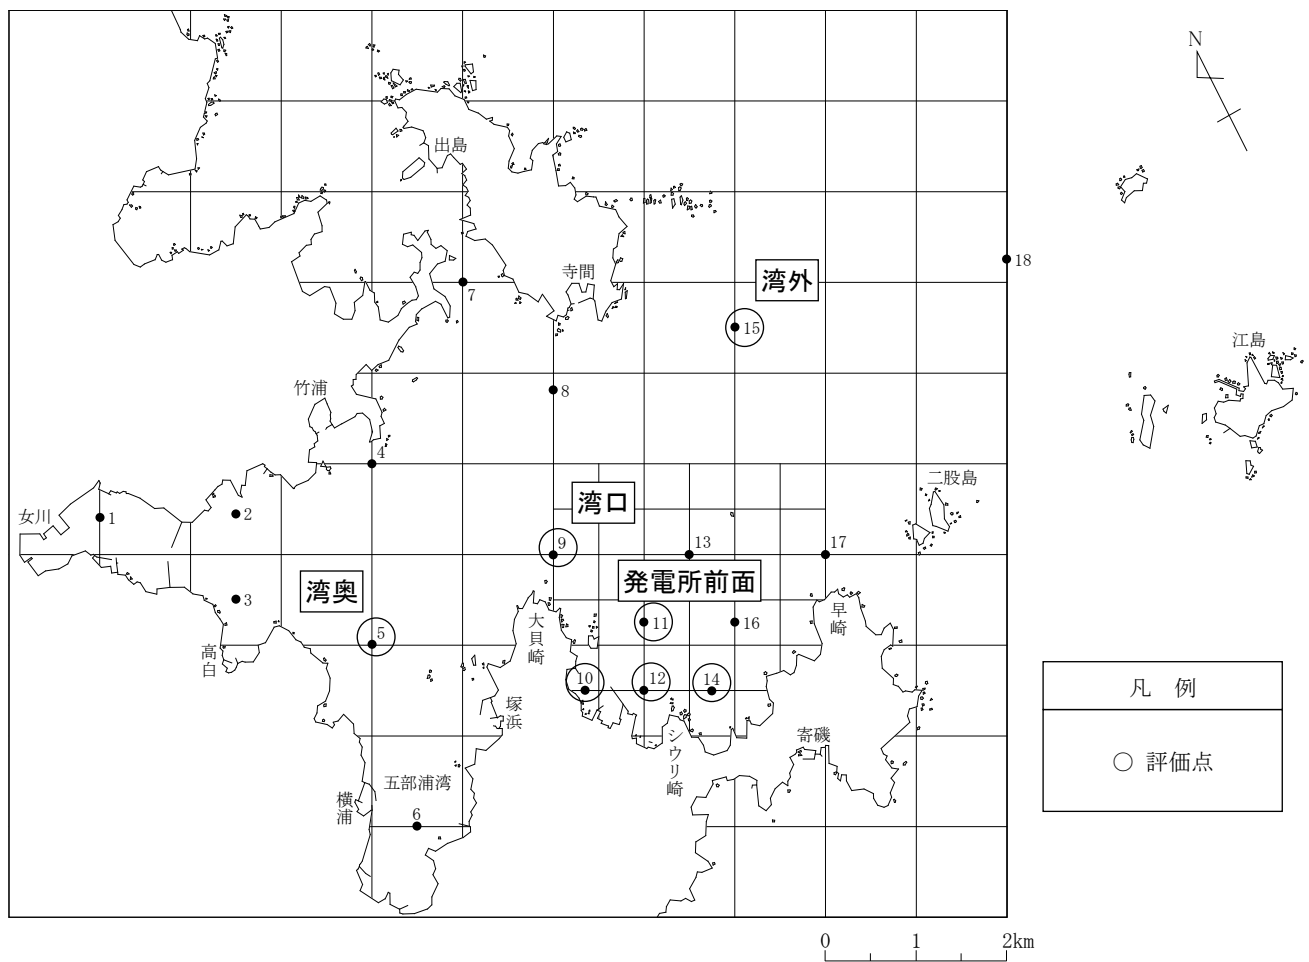 N
出島
18
寺間
湾外
7
15
江島
竹浦
8
4
二股島
湾口
女川
1
2
9
13
17
発電所前面
湾奥
3
大貝崎
11
16
早崎
5
高白
10
12
14
凡 例
塚浜
シウリ崎
寄磯
○ 評価点
五部浦湾
横浦
6
0 1 2km